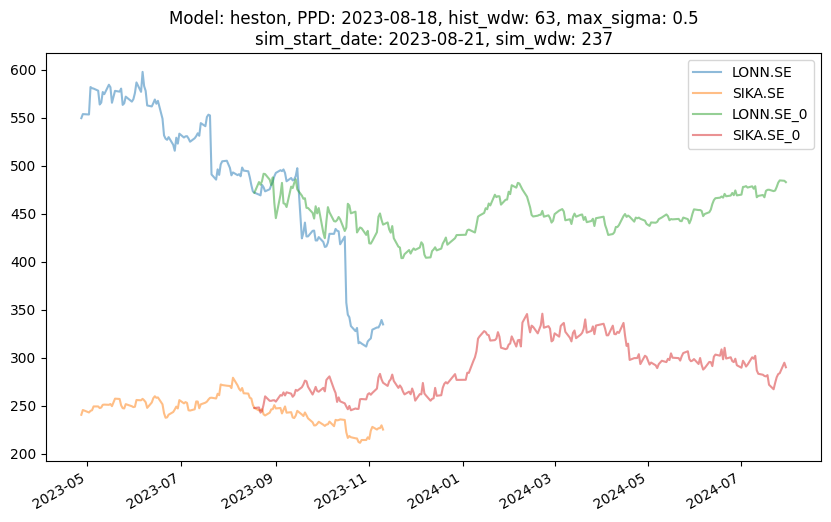 Model: heston, PPD: 2023-08-18, hist_wdw: 63, max_sigma: 0.5
sim_start_date: 2023-08-21, sim_wdw: 237
LONN.SE
SIKA.SE
LONN.SE_0
SIKA.SE_0
600
550
500
450
400
350
300
250
200
2023-05
2023-07
2023-09
2023-11
2024-01
2024-03
2024-05
2024-07